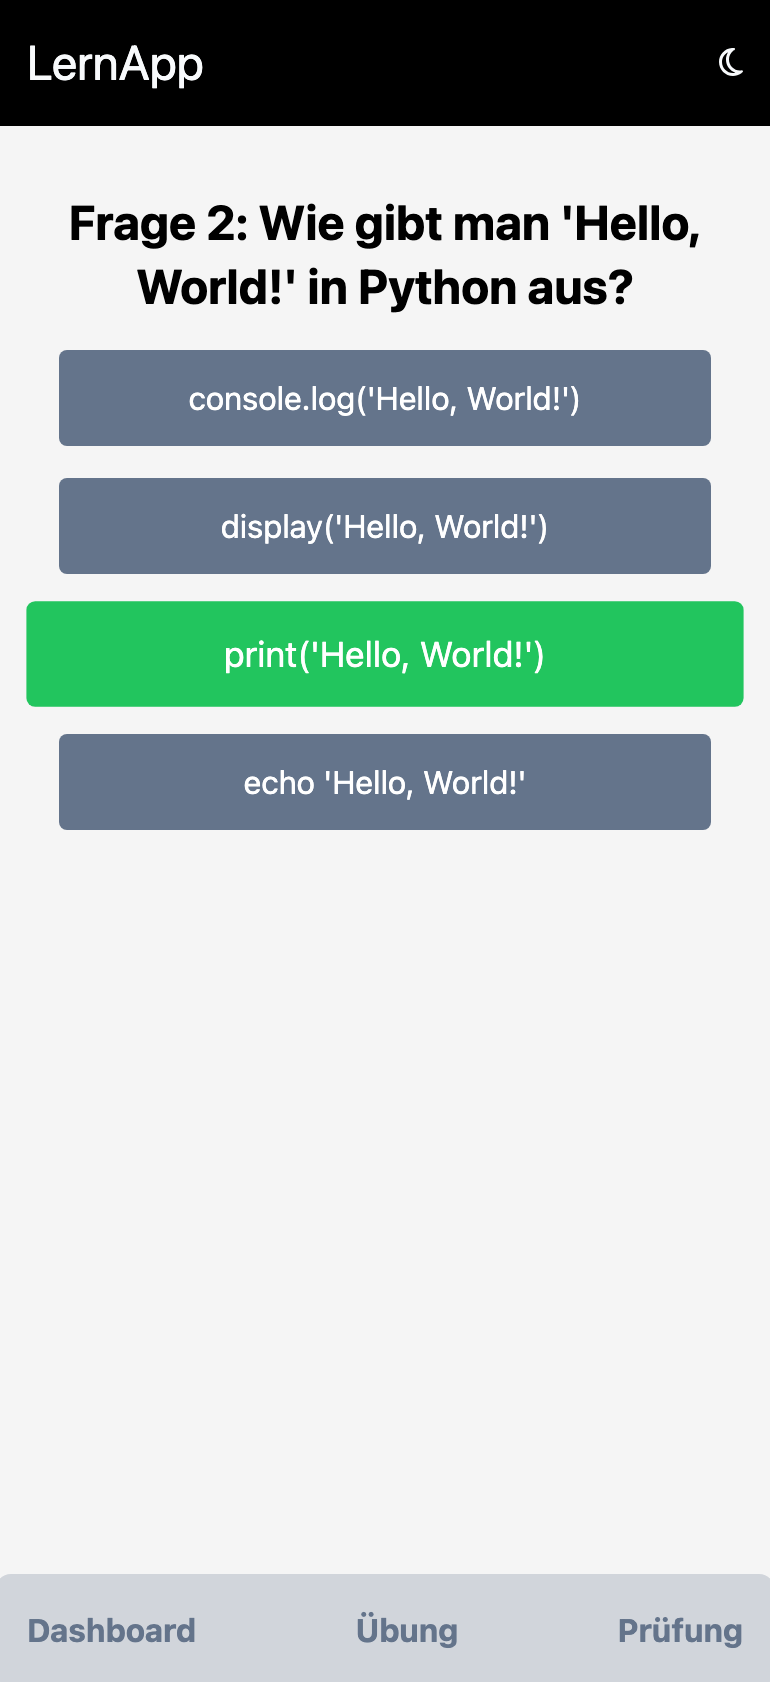 LernApp
Frage 2: Wie gibt man 'Hello,
World!' in Python aus?
console.log('Hello, World!')
display('Hello, World!')
print('Hello, World!')
echo 'Hello, World!'
Dashboard
Übung
Prüfung